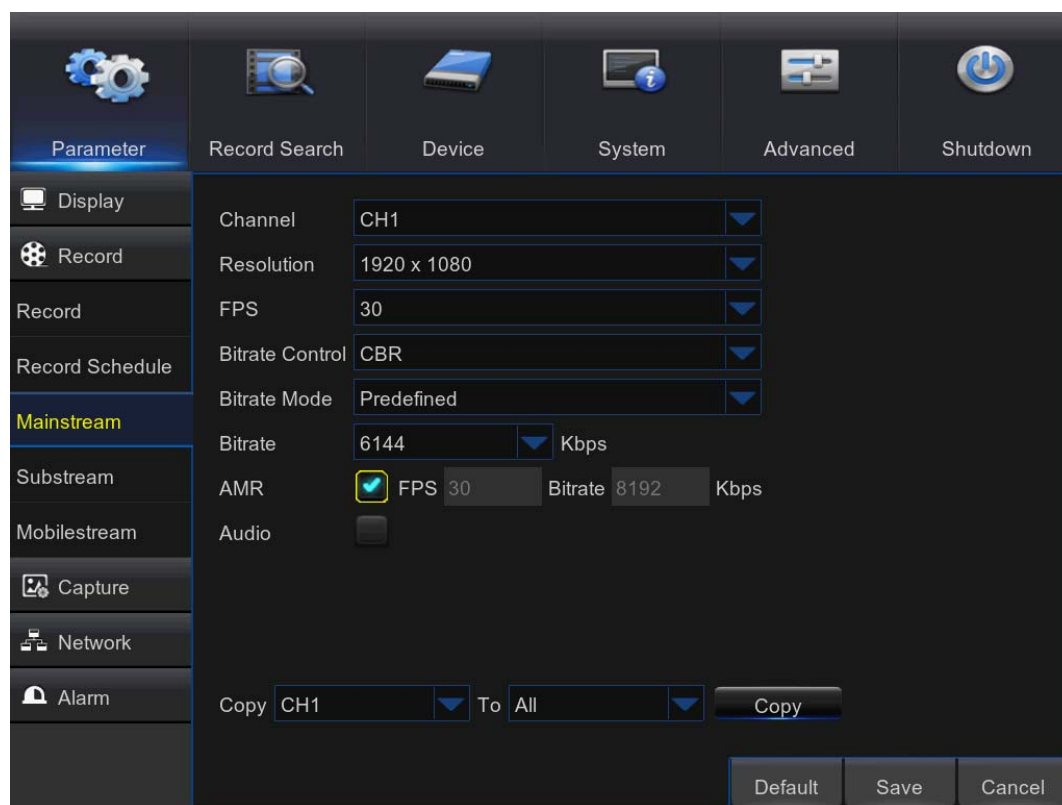 Parameter Record Search Device System Advanced Shutdown
Display
Record
Record
Record Schedule
Mainstream
Substream
Mobilestream
Capture
Network
Alarm
Channel CH1
Resolution 1920 x 1080
FPS 30
Bitrate Control CBR
Bitrate Mode Predefined
Bitrate 6144 Kbps
AMR FPS 30 Bitrate 8192 Kbps
Audio
Copy CH1 To All Copy
Default Save Cancel